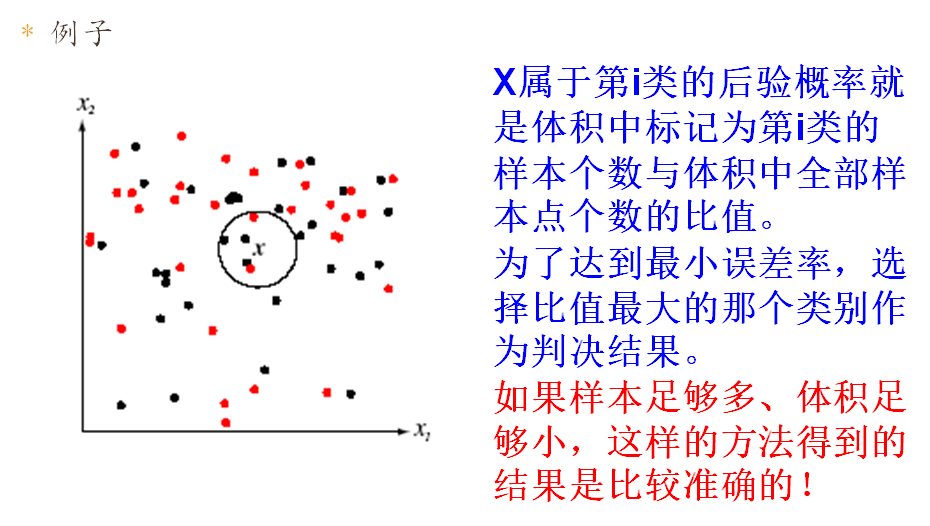 * 例子
x2
X属于第i类的后验概率就
是体积中标记为第i类的
样本个数与体积中全部样
本点个数的比值。
为了达到最小误差率，选
择比值最大的那个类别作
为判决结果。
如果样本足够多、体积足
够小，这样的方法得到的
结果是比较准确的！
x
x1